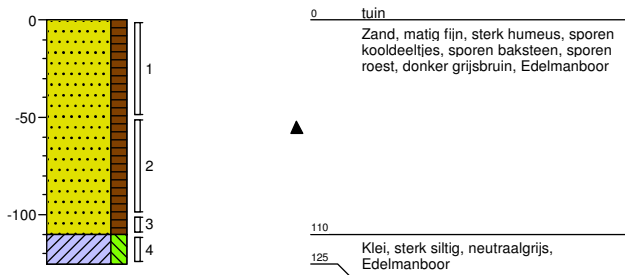 0
-50
-100
1
2
3
4
0 tuin
Zand, matig fijn, sterk humeus, sporen
kooldeeltjes, sporen baksteen, sporen
roest, donker grijsbruin, Edelmanboor
110
Klei, sterk siltig, neutraalgrijs,
125
Edelmanboor